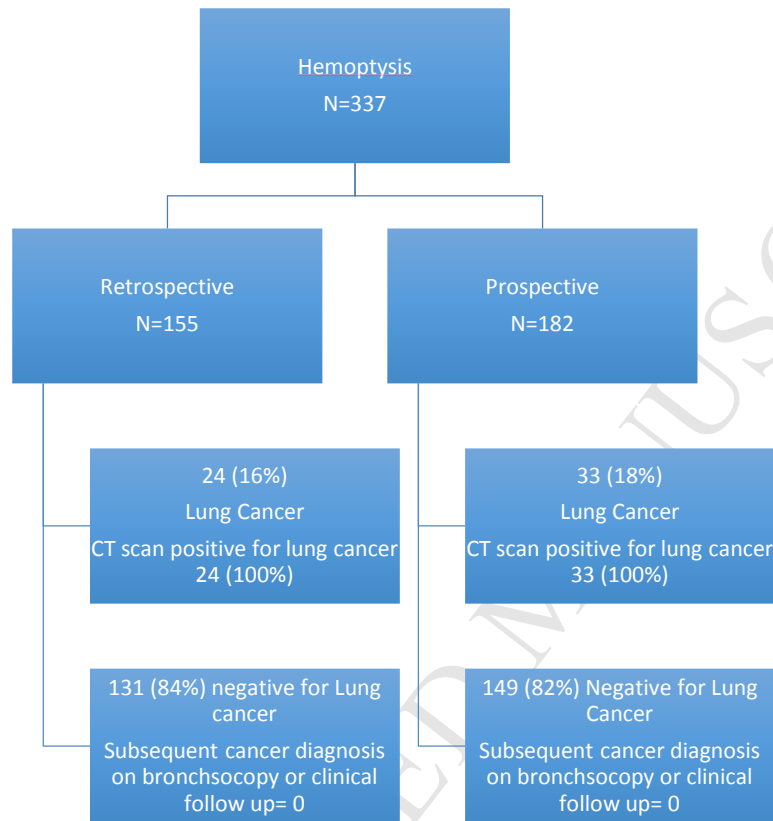 Hemoptysis
N=337
Retrospective
N=155
Prospective
N=182
24 (16%)
Lung Cancer
CT scan positive for lung cancer
24 (100%)
33 (18%)
Lung Cancer
CT scan positive for lung cancer
33 (100%)
131 (84%) negative for Lung
cancer
Subsequent cancer diagnosis
on bronchsocopy or clinical
follow up= 0
149 (82%) Negative for Lung
Cancer
Subsequent cancer diagnosis
on bronchsocopy or clinical
follow up= 0